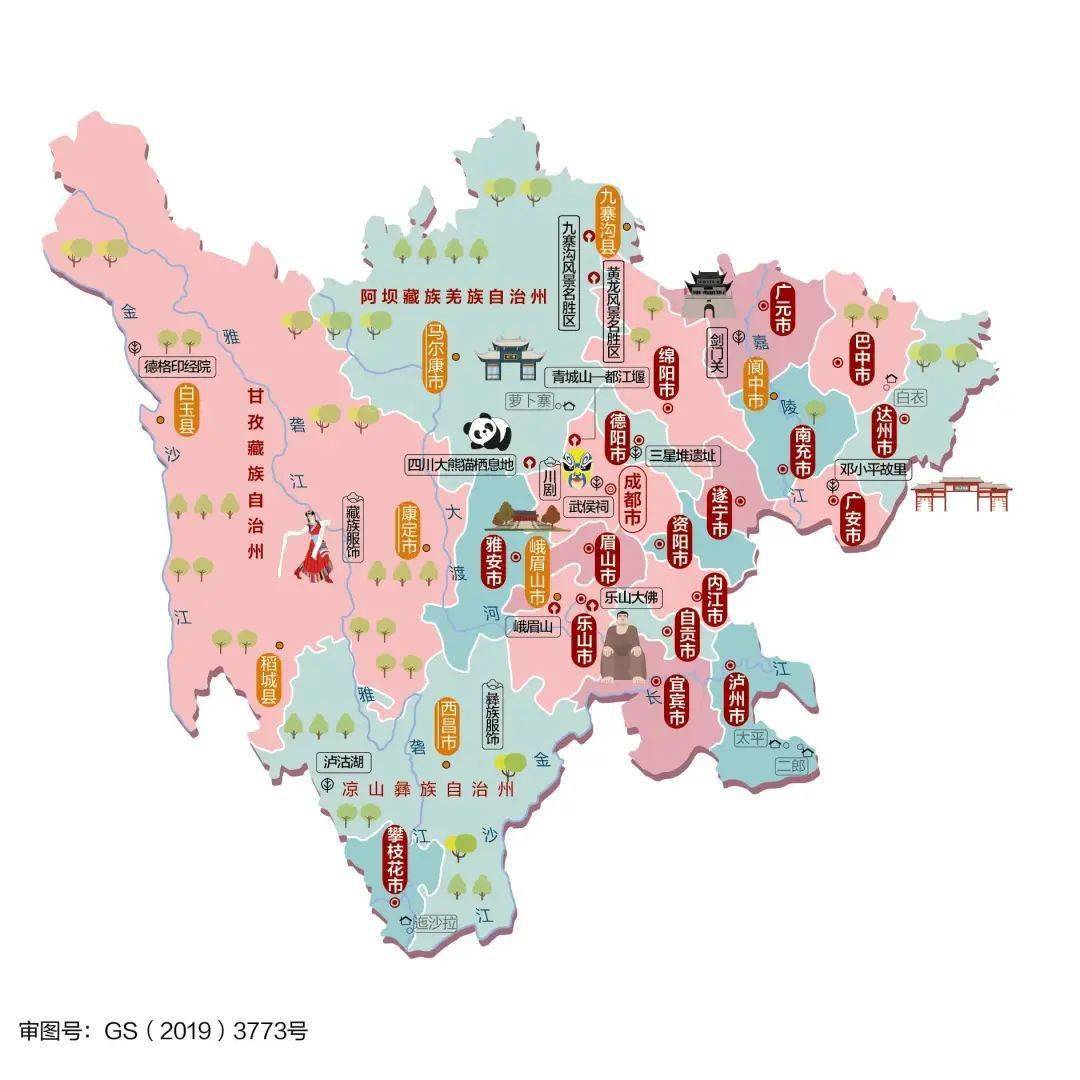 九寨沟县
九寨沟风景名胜区
黄龙风景名胜区
阿坝藏族羌族自治州
马尔康市
金
雅
砻
江
沙
江
德格印经院
白玉县
甘孜藏族自治州
藏族服饰
康定市
稻城县
青城山—都江堰
萝卜寨
四川大熊猫栖息地
川剧
武侯祠
成都市
德阳市
三星堆遗址
绵阳市
剑门关
广元市
嘉
陵
江
阆中市
巴中市
白衣
达州市
南充市
邓小平故里
广安市
遂宁市
资阳市
大
渡
河
雅安市
峨眉山市
眉山市
峨眉山
乐山大佛
乐山市
内江市
自贡市
宜宾市
泸州市
长
江
太平
二郎
雅
砻
江
西昌市
彝族服饰
泸沽湖
凉山彝族自治州
金
沙
江
攀枝花市
迤沙拉
审图号：GS（2019）3773号